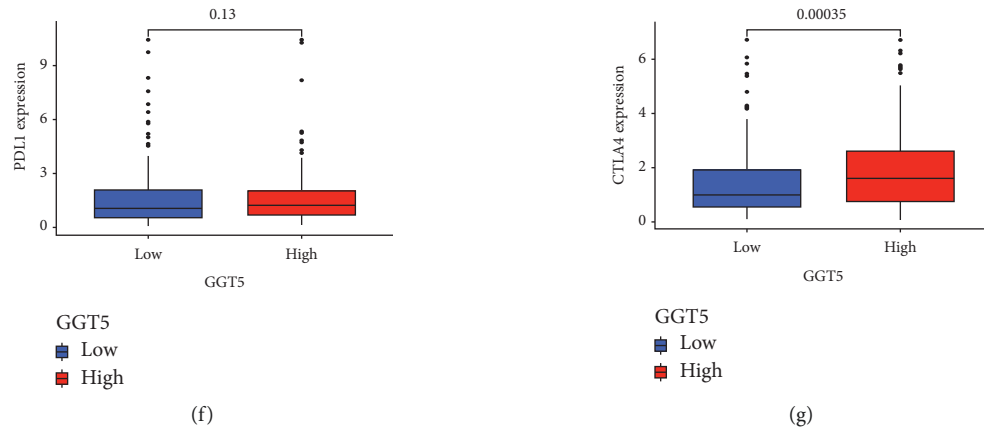 0.13
PDL1 expression
9
6
3
0
Low
High
GGT5
GGT5
Low
High
(f)
0.00035
CTLA4 expression
6
4
2
0
Low
High
GGT5
GGT5
Low
High
(g)